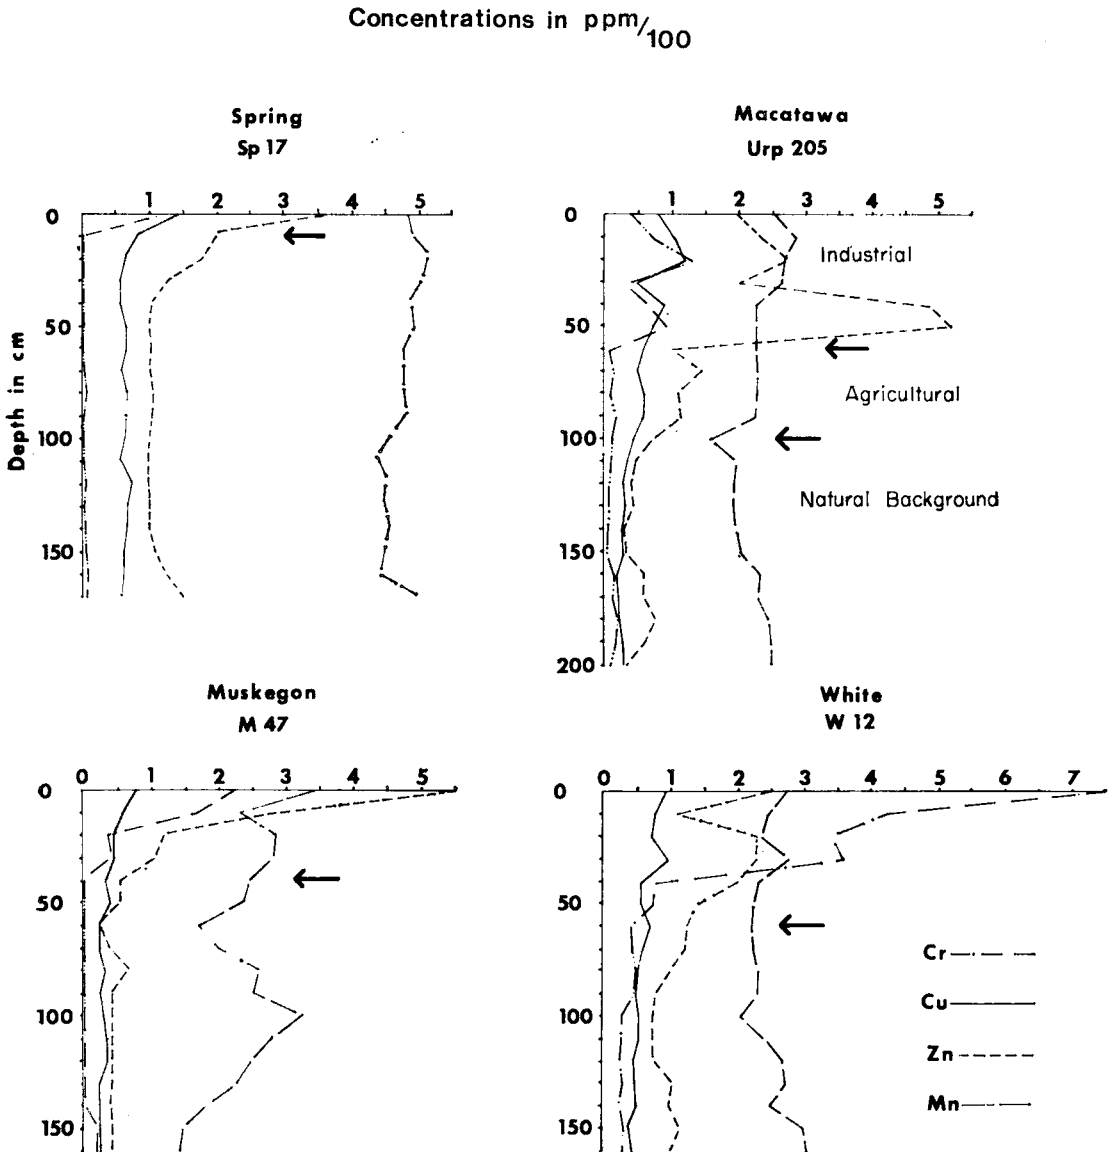 Concentrations in ppm/100
Spring
Sp 17
Macatawa
Urp 205
1 2 3 4 5
1 2 3 4 5
0
0
50
50
100
100
150
150
200
Depth in cm
Industrial
Agricultural
Natural Background
Muskegon
M 47
White
W 12
0 1 2 3 4 5
0 1 2 3 4 5 6 7
0
0
50
50
100
100
150
150
Cr
Cu
Zn
Mn